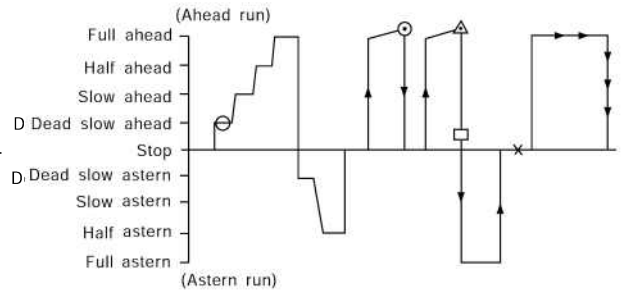 (Ahead run)
Full ahead
Half ahead
Slow ahead
D Dead slow ahead
Stop
D Dead slow astern
Slow astern
Half astern
Full astern
(Astern run)